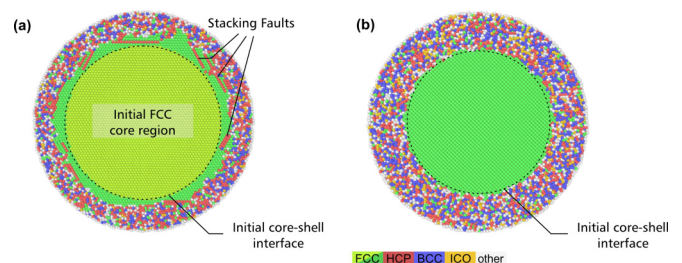 (a)
Stacking Faults
(b)
Initial FCC
core region
Initial core-shell
interface
Initial core-shell
interface
FCC HCP BCC ICO other